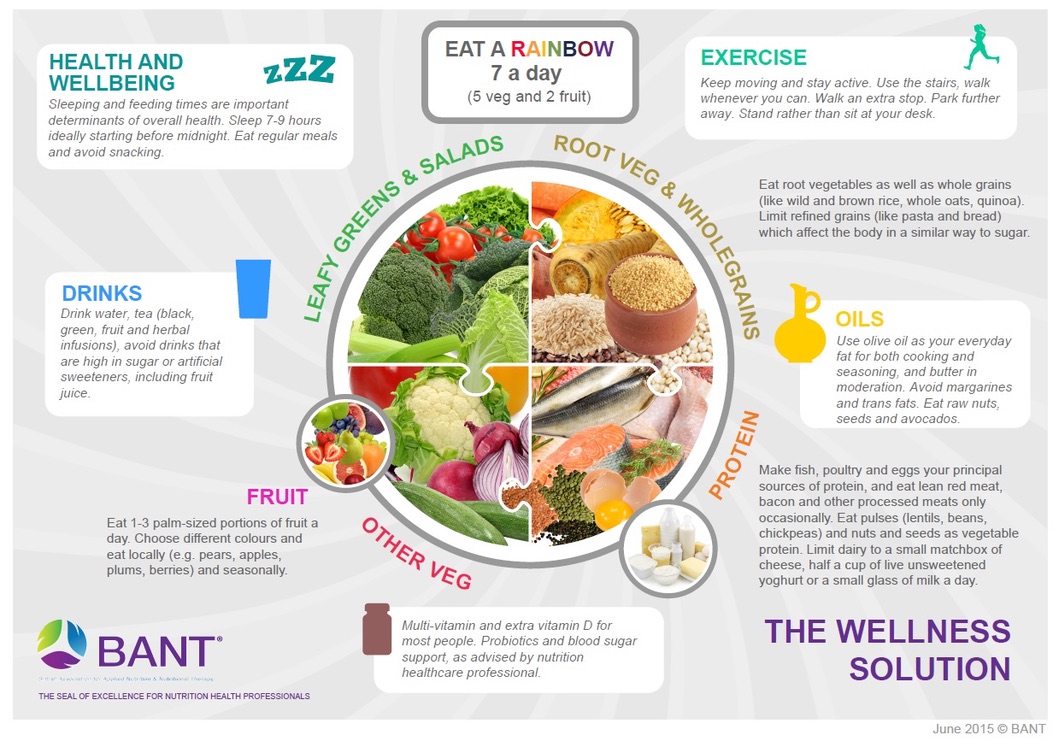 HEALTH AND
WELLBEING
zzZZ
Sleeping and feeding times are important
determinants of overall health. Sleep 7-9 hours
ideally starting before midnight. Eat regular meals
and avoid snacking.
EAT A RAINBOW
7 a day
(5 veg and 2 fruit)
EXERCISE
Keep moving and stay active. Use the stairs, walk
whenever you can. Walk an extra stop. Park further
away. Stand rather than sit at your desk.
LEAFY GREENS & SALADS
ROOT VEG & WHOLEGRAINS
Eat root vegetables as well as whole grains
(like wild and brown rice, whole oats, quinoa).
Limit refined grains (like pasta and bread)
which affect the body in a similar way to sugar.
DRINKS
Drink water, tea (black,
green, fruit and herbal
infusions), avoid drinks that
are high in sugar or artificial
sweeteners, including fruit
juice.
OILS
Use olive oil as your everyday
fat for both cooking and
seasoning, and butter in
moderation. Avoid margarines
and trans fats. Eat raw nuts,
seeds and avocados.
FRUIT
Eat 1-3 palm-sized portions of fruit a
day. Choose different colours and
eat locally (e.g. pears, apples,
plums, berries) and seasonally.
OTHER VEG
PROTEIN
Make fish, poultry and eggs your principal
sources of protein, and eat lean red meat,
bacon and other processed meats only
occasionally. Eat pulses (lentils, beans,
chickpeas) and nuts and seeds as vegetable
protein. Limit dairy to a small matchbox of
cheese, half a cup of live unsweetened
yoghurt or a small glass of milk a day.
BANT®
British Association for Applied Nutrition & Nutritional Therapy
THE SEAL OF EXCELLENCE FOR NUTRITION HEALTH PROFESSIONALS
Multi-vitamin and extra vitamin D for
most people. Probiotics and blood sugar
support, as advised by nutrition
healthcare professional.
THE WELLNESS
SOLUTION
June 2015 © BANT